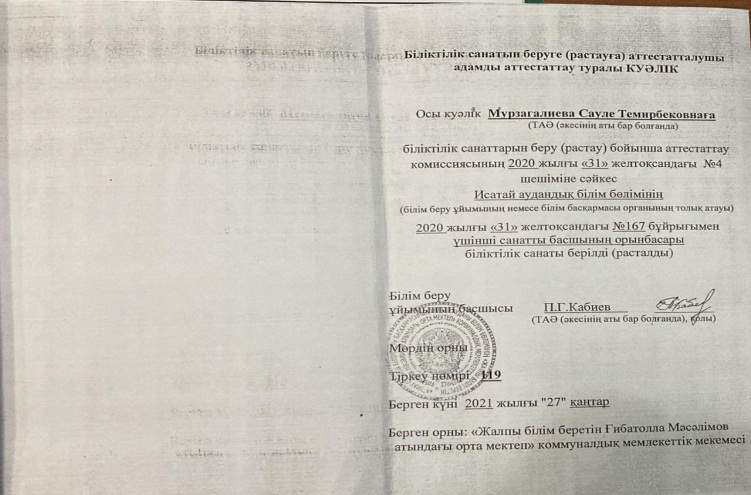 Біліктілік санатын беруге (растауға) аттестатталушы
адамды аттестаттау туралы КУӘЛІК
Осы куәлік Мурзагалиева Сауле Темирбековнаға
(ТАӘ (әкесінің аты бар болғанда)
біліктілік санаттарын беру (растау) бойынша аттестаттау
комиссиясының 2020 жылғы «31» желтоқсандағы №4
шешіміне сәйкес
Исатай аудандық білім бөлімінің
(білім беру ұйымының немесе білім басқармасы органының толық атауы)
2020 жылғы «31» желтоқсандағы №167 бұйрығымен
үшінші санатты басшының орынбасары
біліктілік санаты берілді (расталды)
Білім беру
ұйымының басшысы П.Г.Кабиев
(ТАӘ (әкесінің аты бар болғанда), қолы)
Мөрдің орны
Тіркеу нөмірі 119
Берген күні 2021 жылғы "27" қаңтар
Берген орны: «Жалпы білім беретін Ғибатолла Мәсәлімов
атындағы орта мектеп» коммуналдық мемлекеттік мекемесі